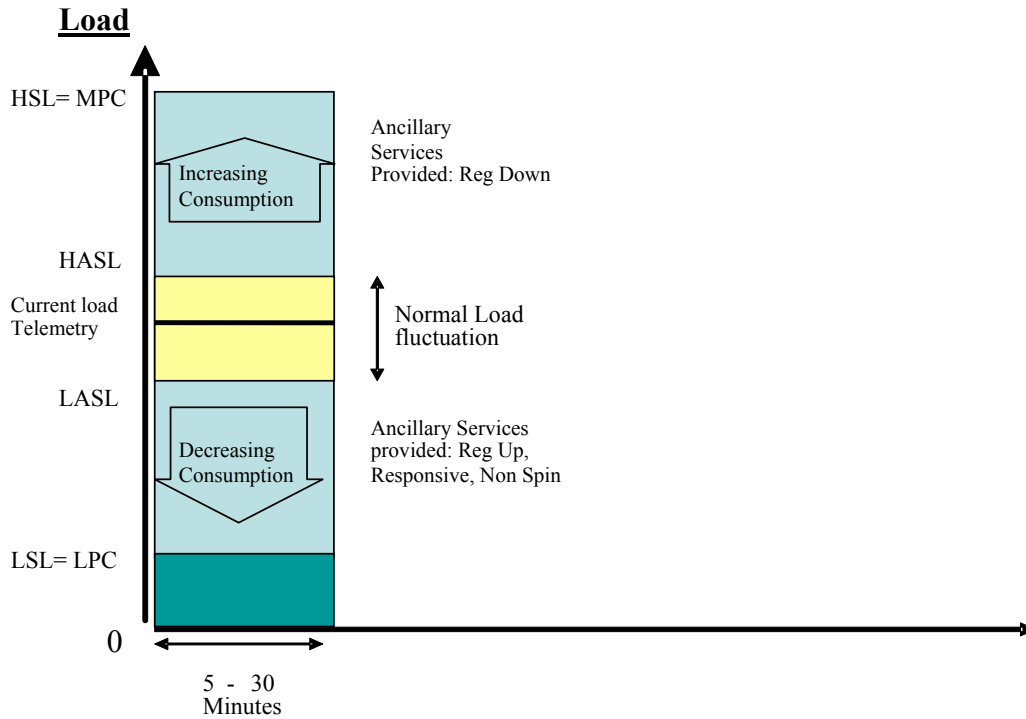 Load
HSL= MPC
Ancillary
Services
Provided: Reg Down
Increasing
Consumption
HASL
Current load
Telemetry
Normal Load
fluctuation
LASL
Ancillary Services
provided: Reg Up,
Responsive, Non Spin
Decreasing
Consumption
LSL= LPC
0
5 - 30
Minutes